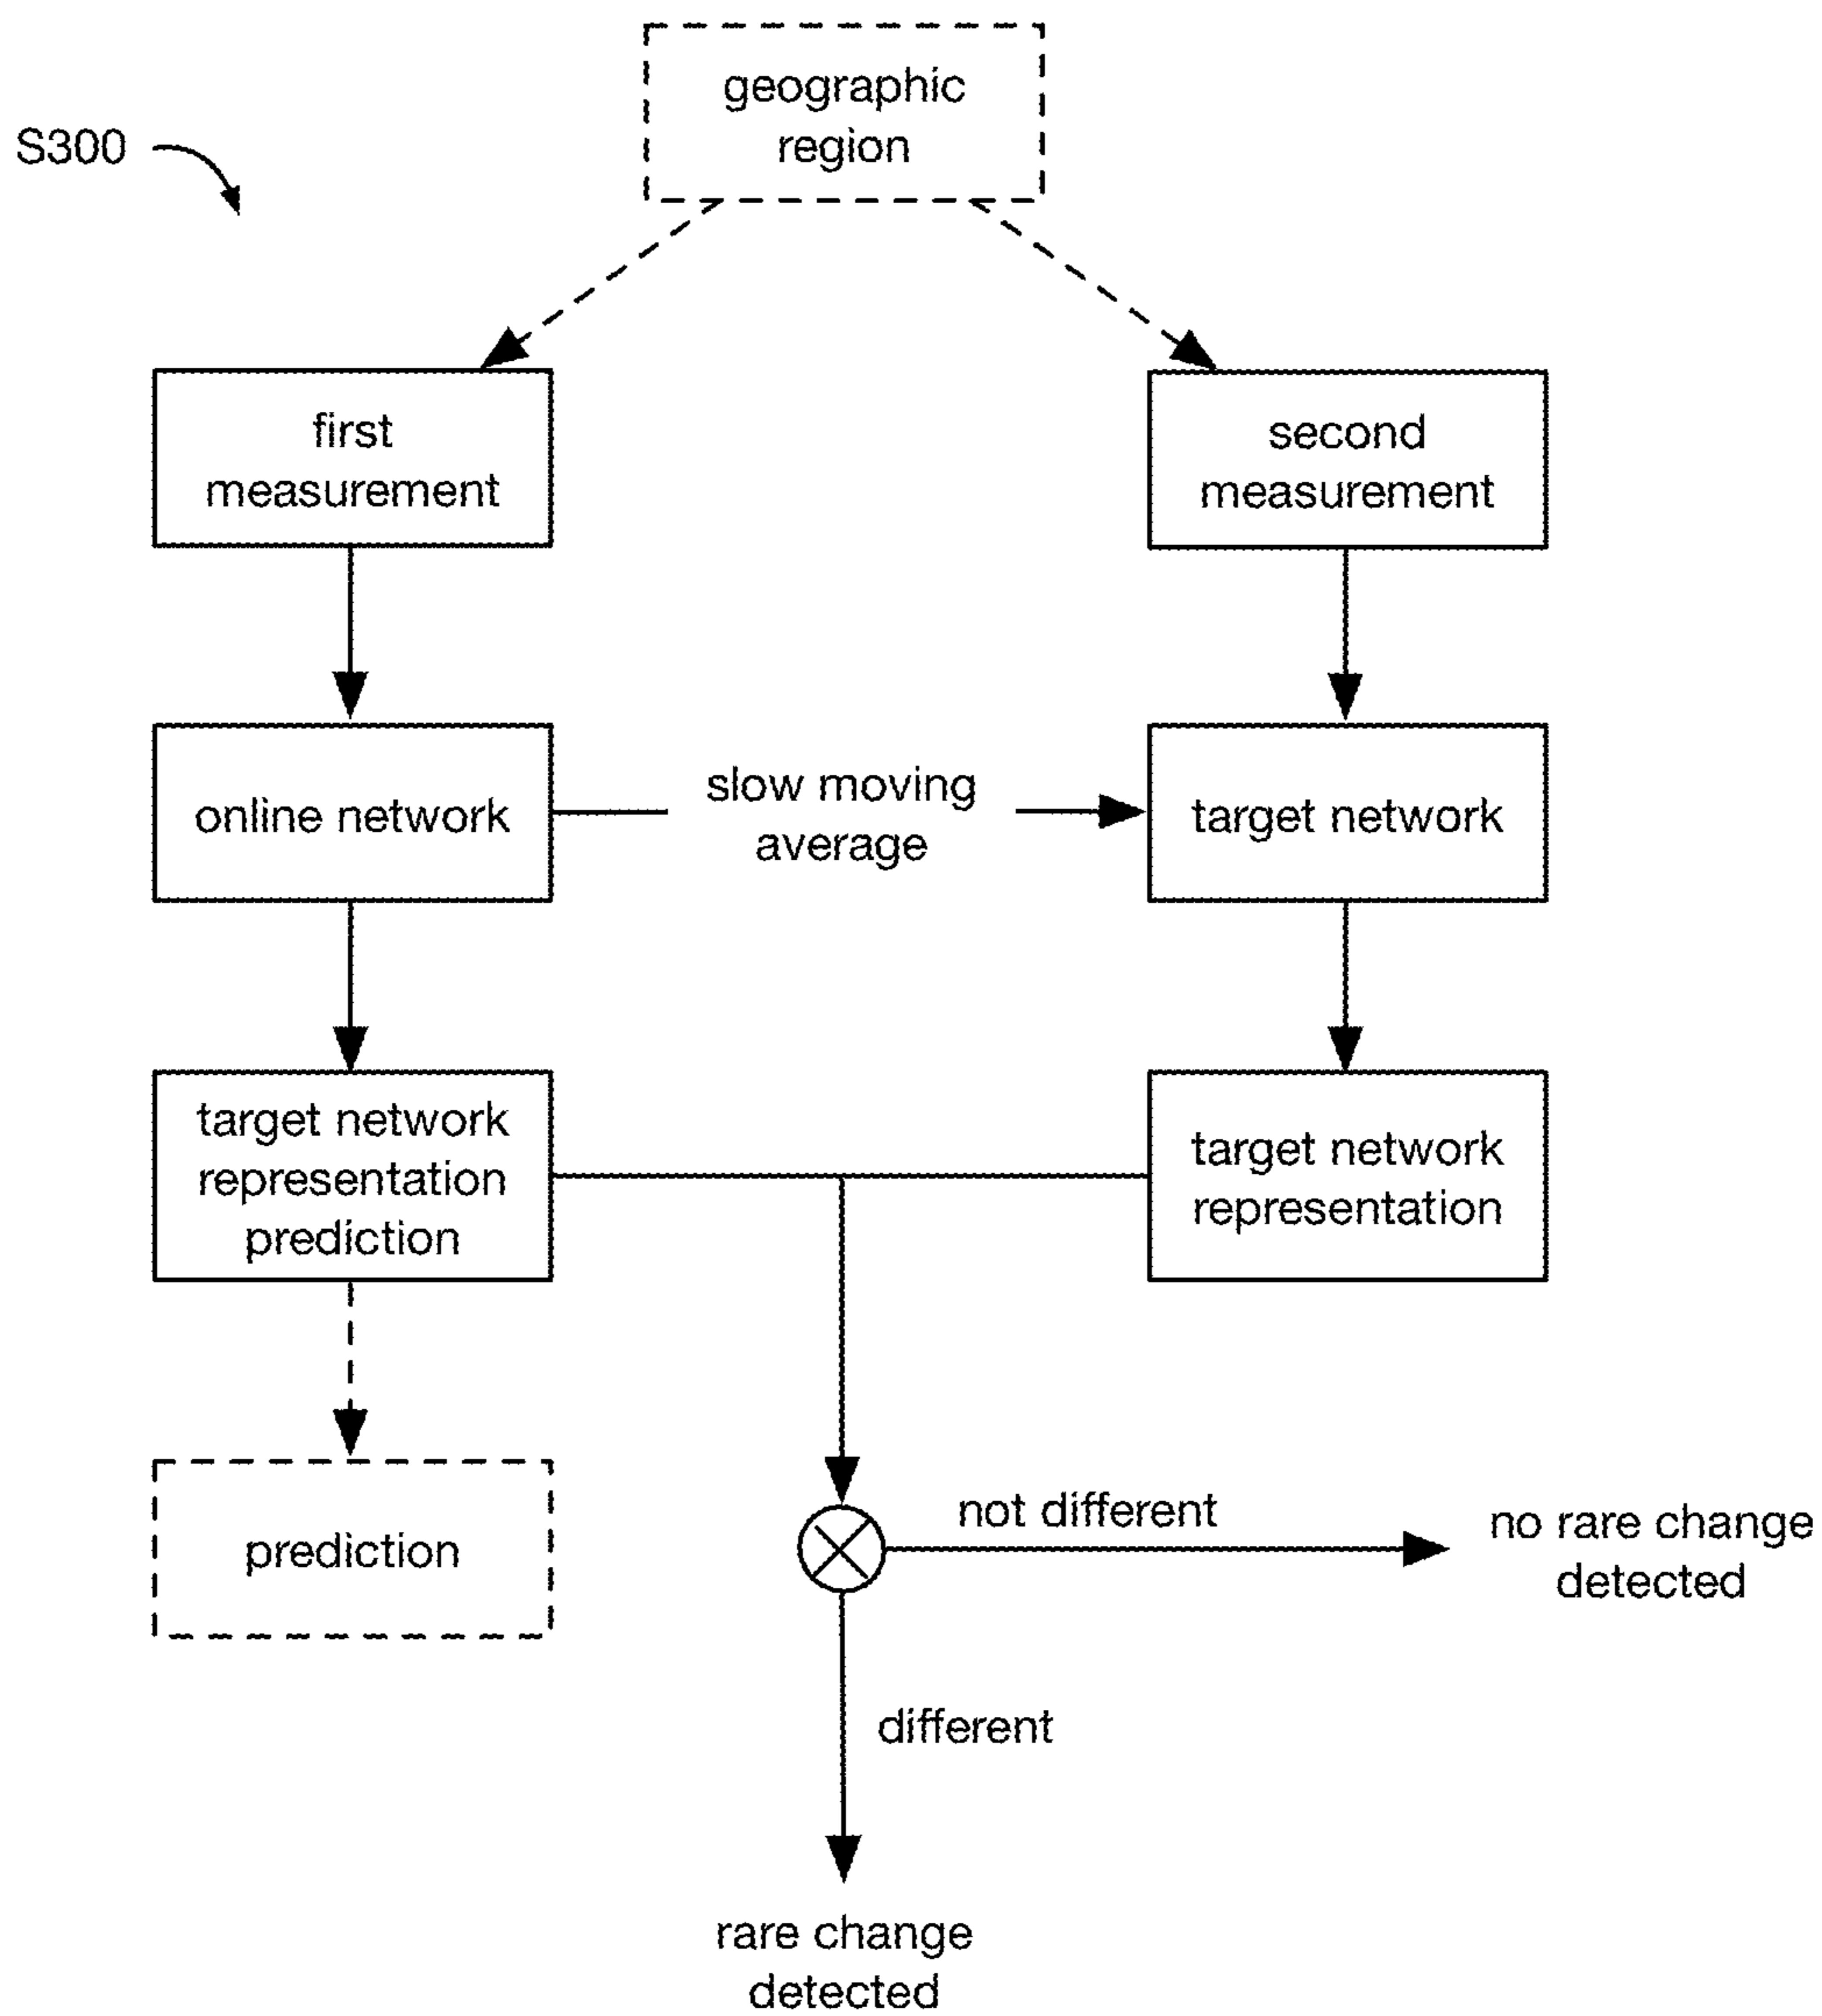 geographic
region
S300
first
measurement
second
measurement
online network
slow moving
average
target network
target network
representation
prediction
target network
representation
prediction
not different
no rare change
detected
different
rare change
detected